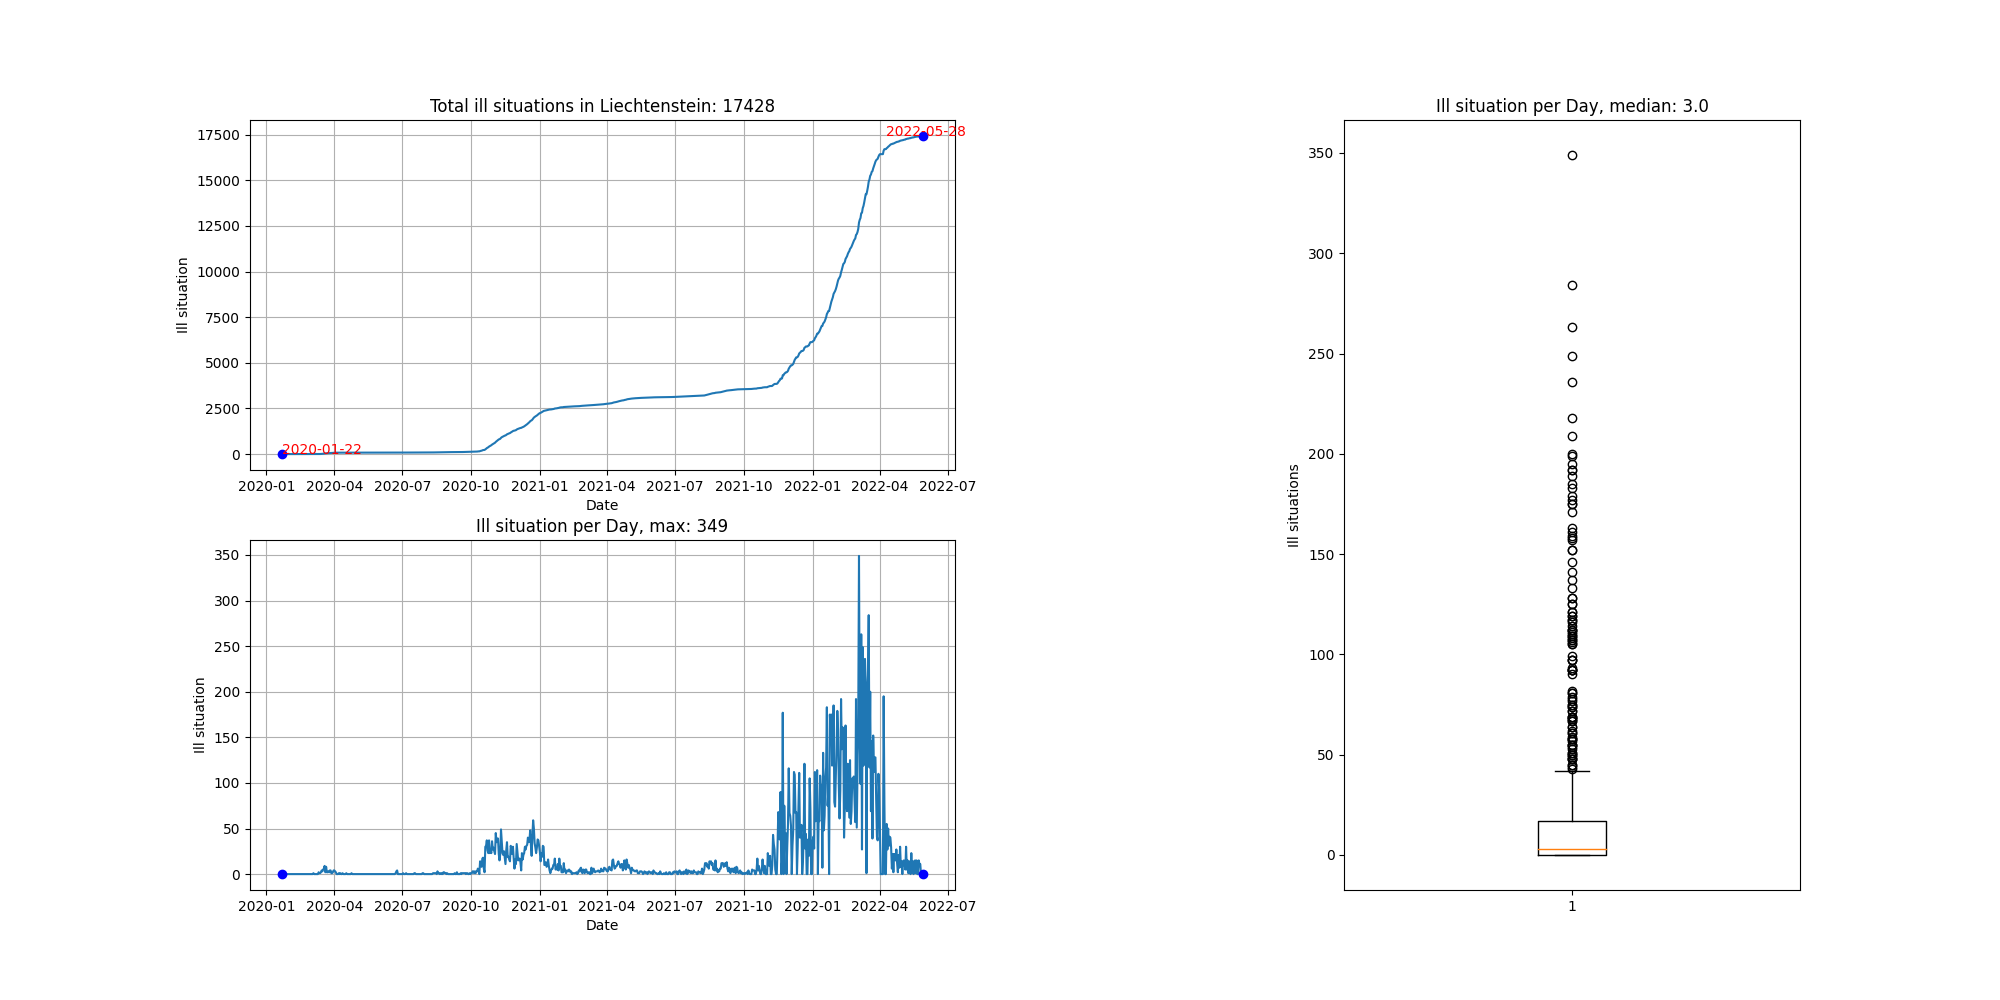 Total ill situations in Liechtenstein: 17428
17500
15000
12500
10000
7500
5000
2500
0
Ill situation
2022-05-28
2020-01-22
2020-01 2020-04 2020-07 2020-10 2021-01 2021-04 2021-07 2021-10 2022-01 2022-04 2022-07
Date
Ill situation per Day, max: 349
350
300
250
200
150
100
50
0
Ill situation
2020-01 2020-04 2020-07 2020-10 2021-01 2021-04 2021-07 2021-10 2022-01 2022-04 2022-07
Date
Ill situation per Day, median: 3.0
350
300
250
200
150
100
50
0
Ill situations
1